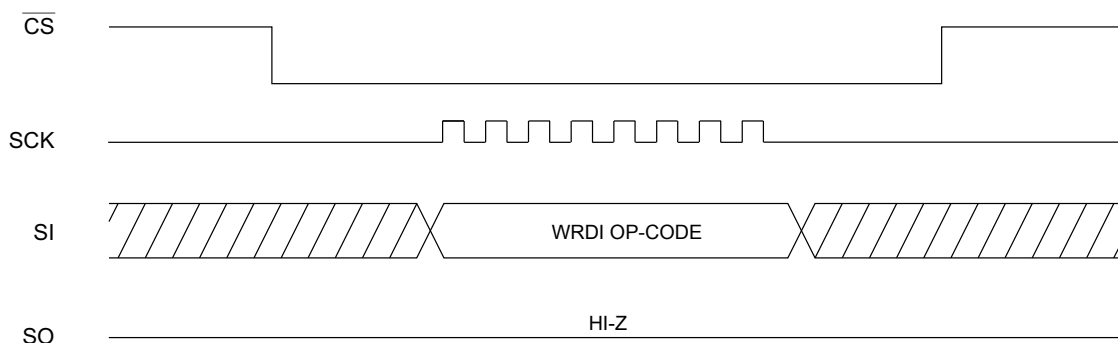 CS
SCK
SI
WRDI OP-CODE
HI-Z
SO